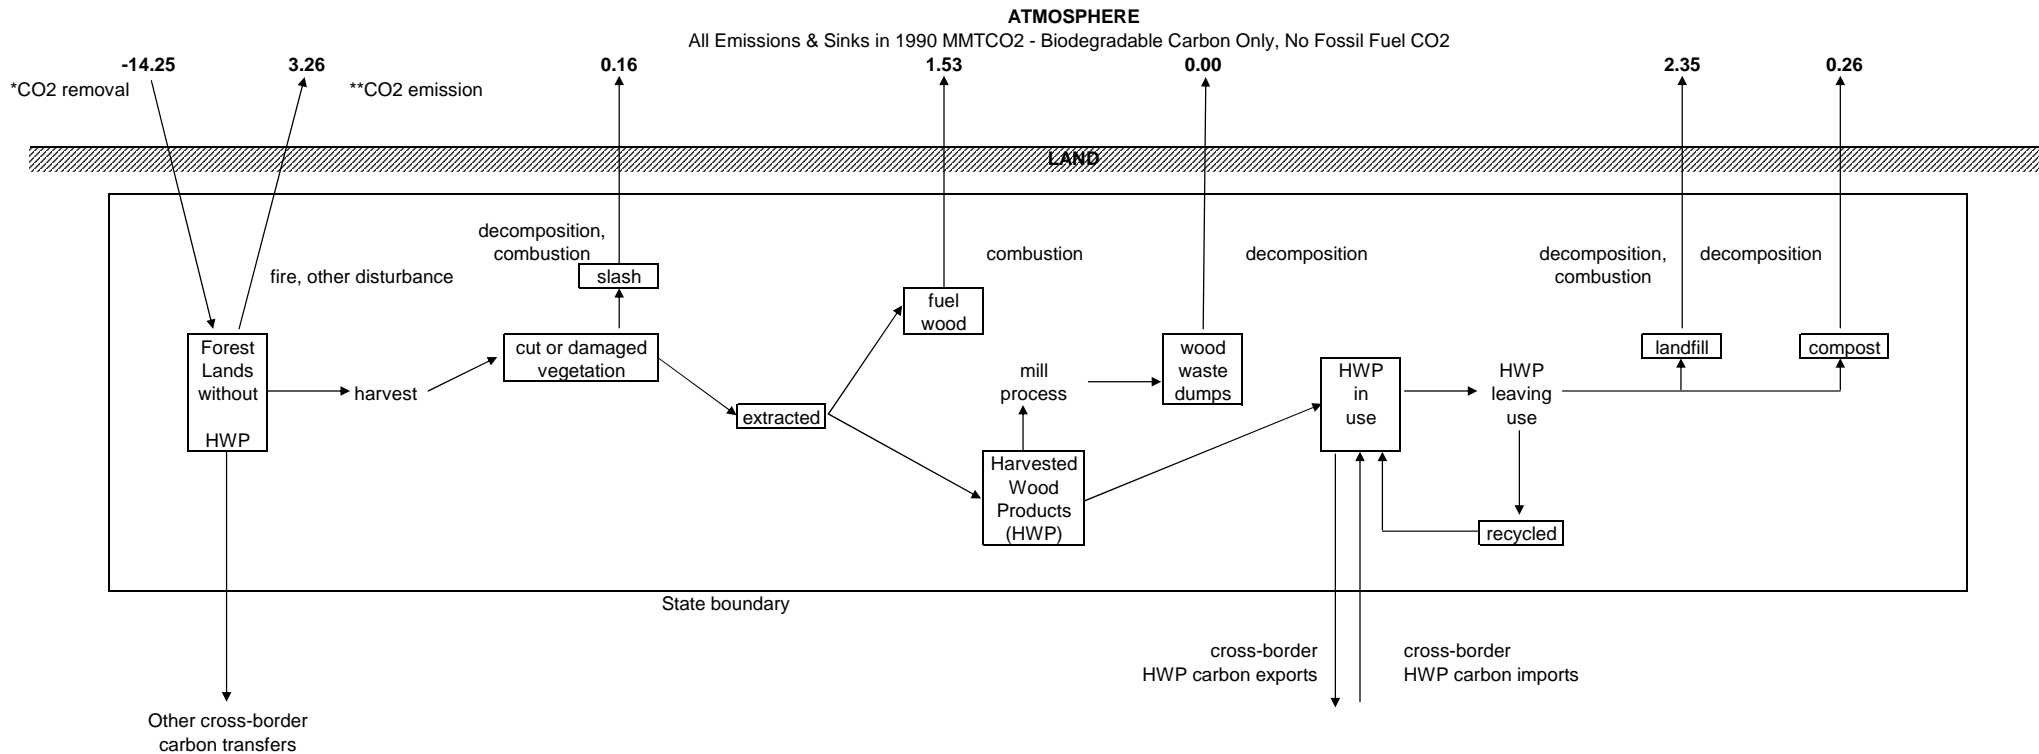 ATMOSPHERE
All Emissions & Sinks in 1990 MMTCO2 - Biodegradable Carbon Only, No Fossil Fuel CO2
-14.25
3.26
0.16
1.53
0.00
2.35
0.26
*CO2 removal
**CO2 emission
LAND
fire, other disturbance
decomposition,
combustion
slash
combustion
decomposition
decomposition,
combustion
decomposition
fuel
wood
Forest
Lands
without
HWP
harvest
cut or damaged
vegetation
extracted
mill
process
wood
waste
dumps
Harvested
Wood
Products
(HWP)
HWP
in
use
HWP
leaving
use
landfill
compost
recycled
State boundary
cross-border
HWP carbon exports
cross-border
HWP carbon imports
Other cross-border
carbon transfers